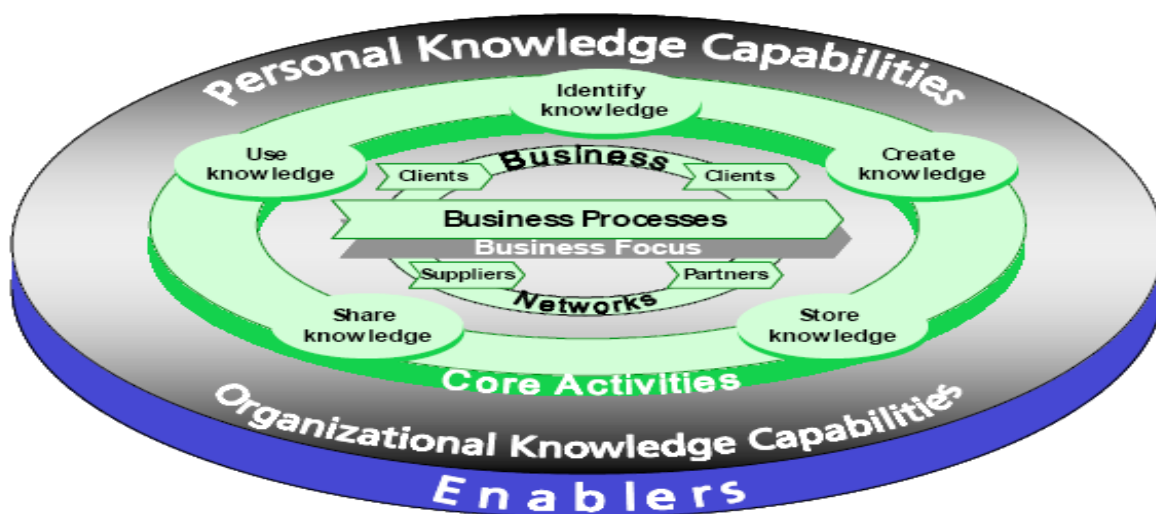 Personal Knowledge Capabilities
Identify
knowledge
Use
knowledge
Create
knowledge
Business
Clients
Clients
Business Processes
Business Focus
Suppliers
Partners
Networks
Share
knowledge
Store
knowledge
Core Activities
Organizational Knowledge Capabilities
Enablers